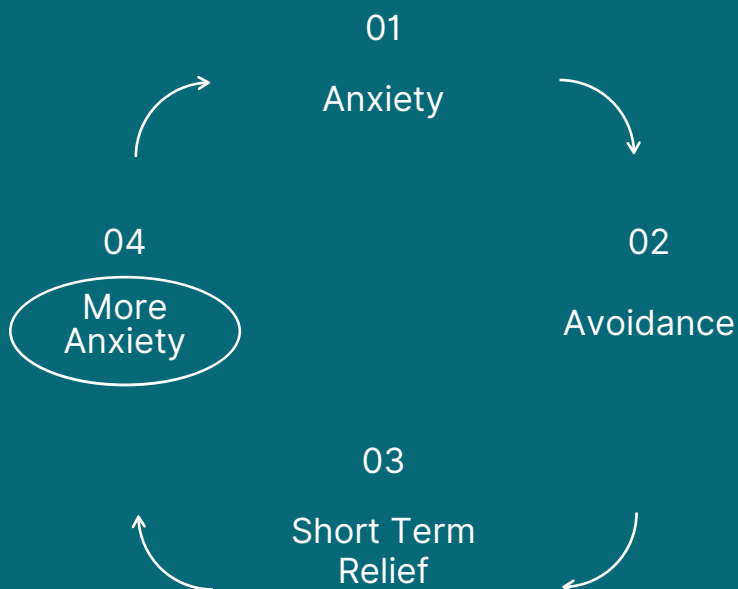 01
Anxiety
02
Avoidance
03
Short Term
Relief
04
More
Anxiety